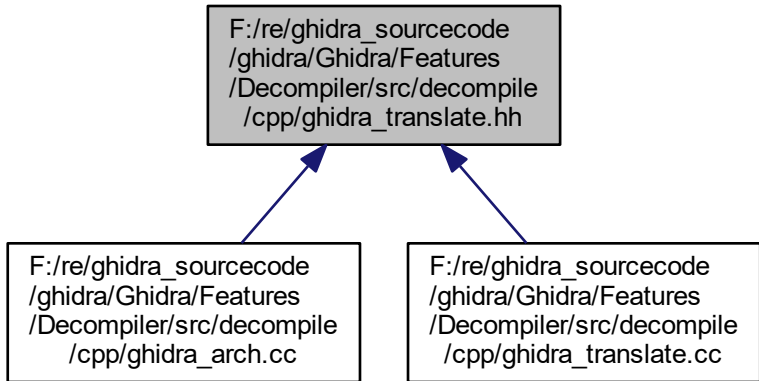 F:/re/ghidra_sourcecode
/ghidra/Ghidra/Features
/Decompiler/src/decompile
/cpp/ghidra_translate.hh
F:/re/ghidra_sourcecode
/ghidra/Ghidra/Features
/Decompiler/src/decompile
/cpp/ghidra_arch.cc
F:/re/ghidra_sourcecode
/ghidra/Ghidra/Features
/Decompiler/src/decompile
/cpp/ghidra_translate.cc